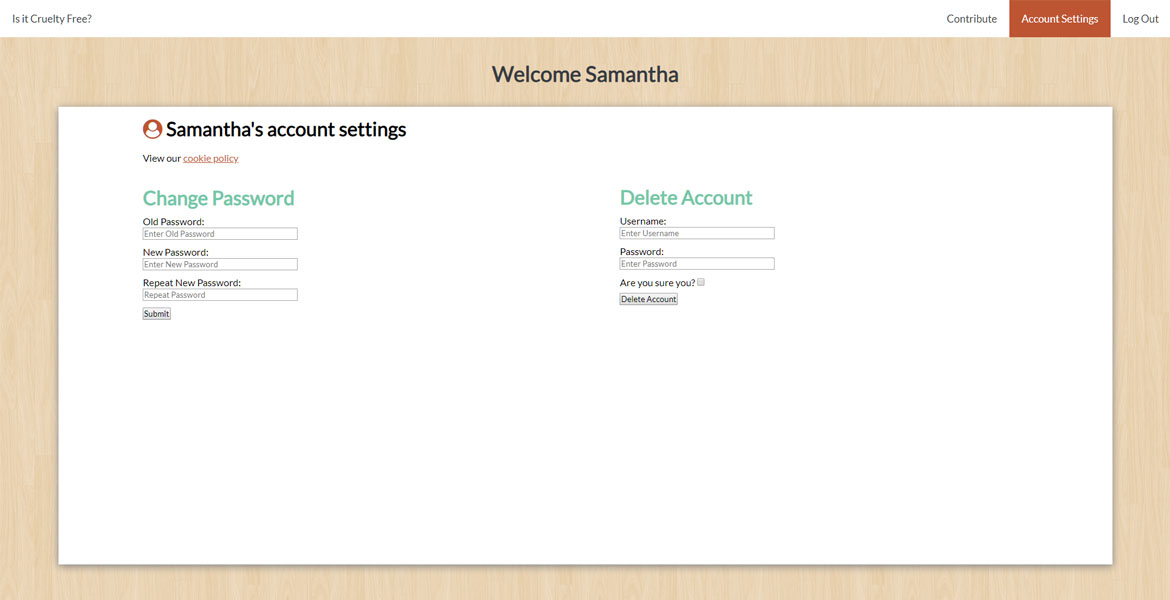 Is it Cruelty Free?
Contribute
Account Settings
Log Out
Welcome Samantha
Samantha's account settings
View our cookie policy
Change Password
Old Password:
Enter Old Password
New Password:
Enter New Password
Repeat New Password:
Repeat Password
Submit
Delete Account
Username:
Enter Username
Password:
Enter Password
Are you sure you?
Delete Account